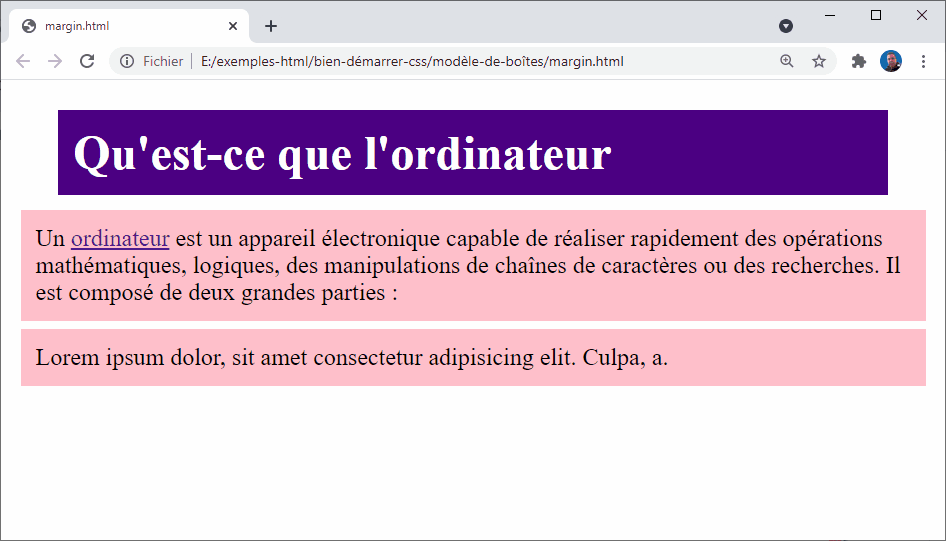 margin.html
Fichier
E:/exemples-html/bien-démarrer-css/modèle-de-boîtes/margin.html
Qu'est-ce que l'ordinateur
Un ordinateur est un appareil électronique capable de réaliser rapidement des opérations
mathématiques, logiques, des manipulations de chaînes de caractères ou des recherches. Il
est composé de deux grandes parties :
Lorem ipsum dolor, sit amet consectetur adipisicing elit. Culpa, a.